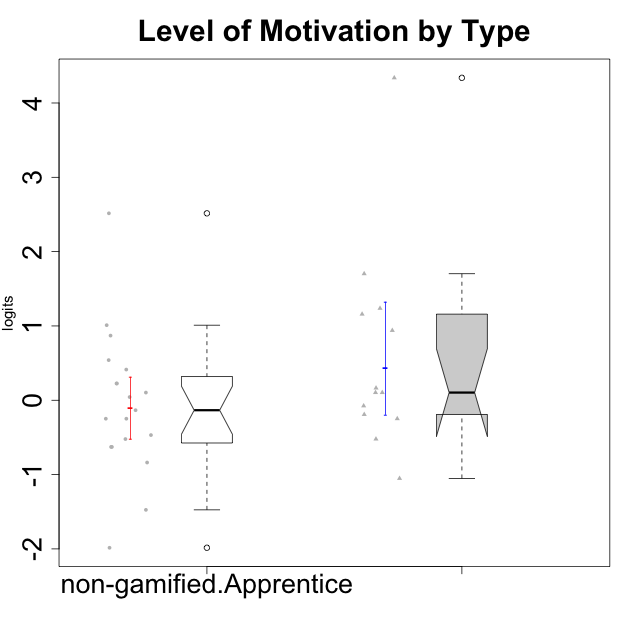 Level of Motivation by Type
logits
4
3
2
1
0
-1
-2
non-gamified.Apprentice